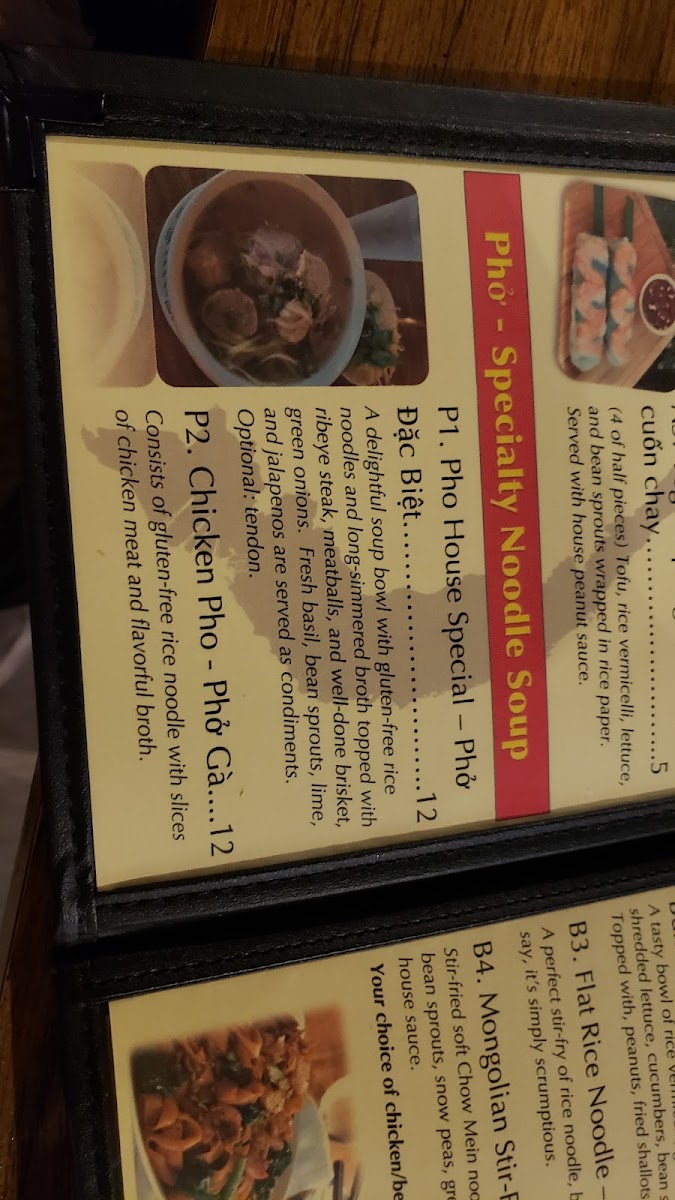 cuốn chay........................5
(4 of half pieces) Tofu, rice vermicelli, lettuce,
and bean sprouts wrapped in rice paper.
Served with house peanut sauce.
Phở - Specialty Noodle Soup
P1. Pho House Special – Phở
Đặc Biệt........................12
A delightful soup bowl with gluten-free rice
noodles and long-simmered broth topped with
ribeye steak, meatballs, and well-done brisket,
green onions. Fresh basil, bean sprouts, lime,
and jalapenos are served as condiments.
Optional: tendon.
P2. Chicken Pho - Phở Gà....12
Consists of gluten-free rice noodle with slices
of chicken meat and flavorful broth.
A tasty bowl of rice
shredded lettuce, cucumbers, bean
Topped with, peanuts, fried shallots
B3. Flat Rice Noodle –
A perfect stir-fry of rice noodle,
say, it's simply scrumptious.
B4. Mongolian Stir-
Stir-fried soft Chow Mein
bean sprouts, snow peas,
house sauce.
Your choice of chicken/